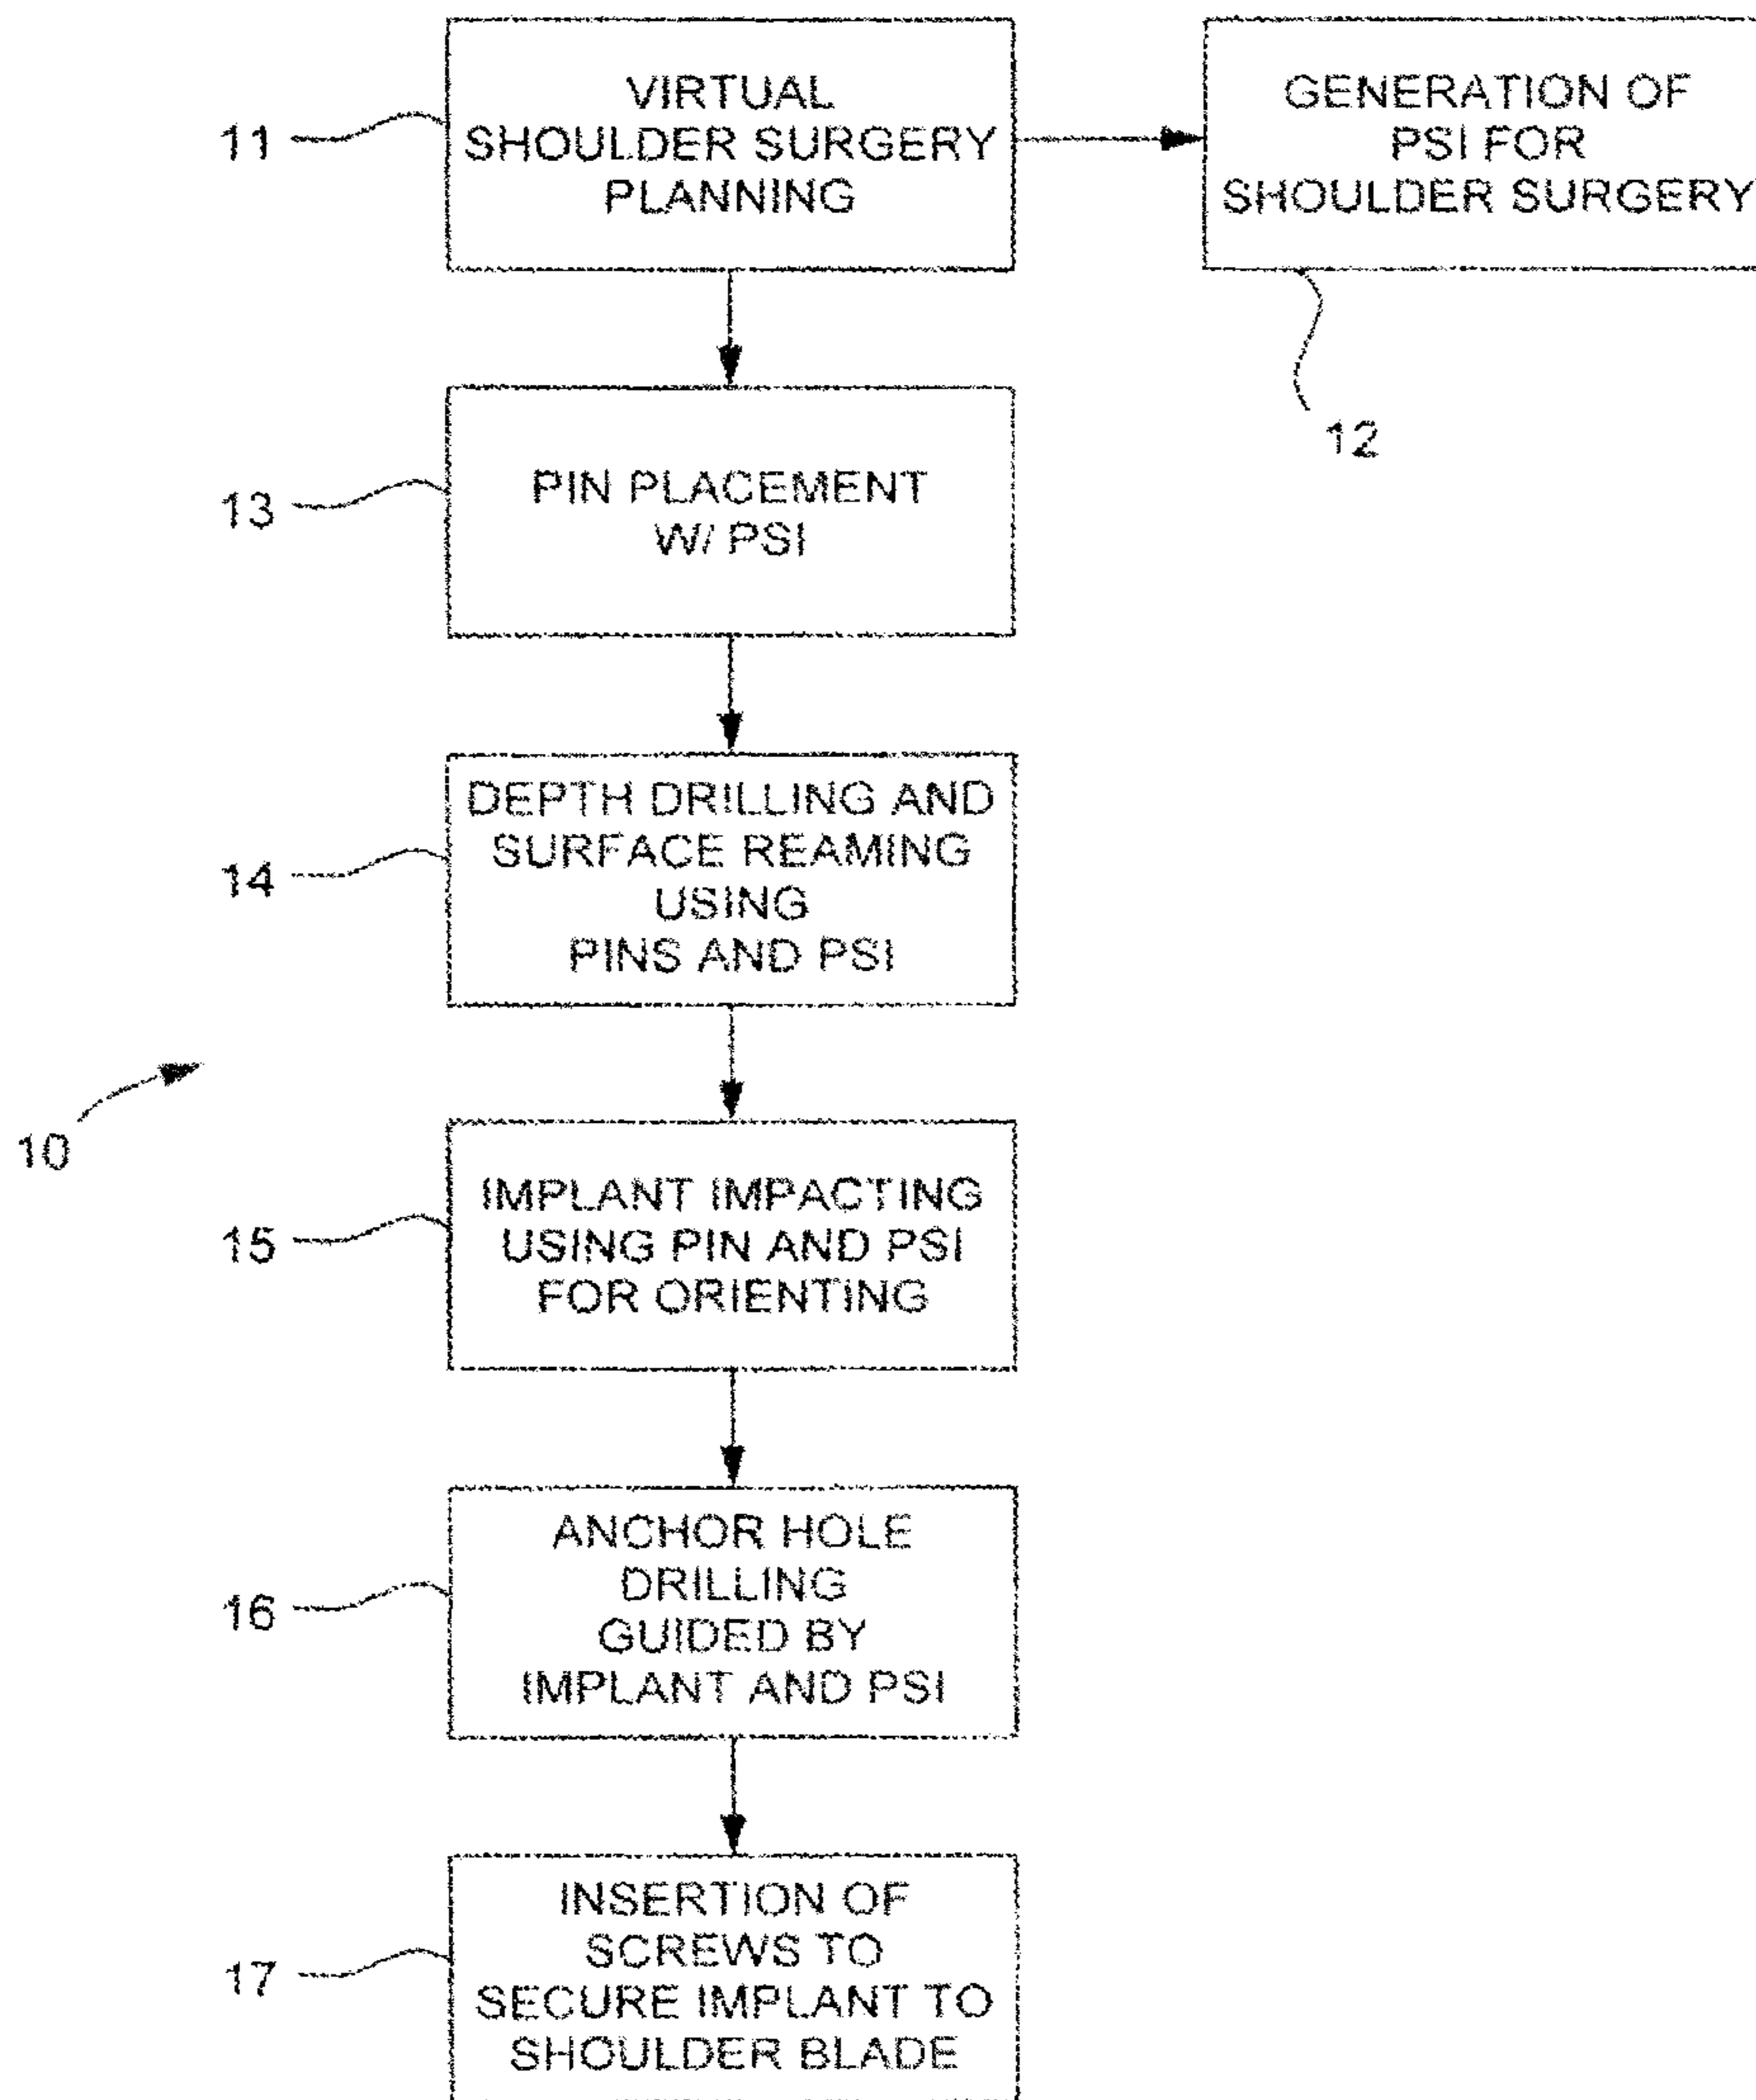 11
VIRTUAL
SHOULDER SURGERY
PLANNING
GENERATION OF
PSI FOR
SHOULDER SURGERY
12
13
PIN PLACEMENT
W/ PSI
14
DEPTH DRILLING AND
SURFACE REAMING
USING
PINS AND PSI
10
15
IMPLANT IMPACTING
USING PIN AND PSI
FOR ORIENTING
16
ANCHOR HOLE
DRILLING
GUIDED BY
IMPLANT AND PSI
17
INSERTION OF
SCREWS TO
SECURE IMPLANT TO
SHOULDER BLADE